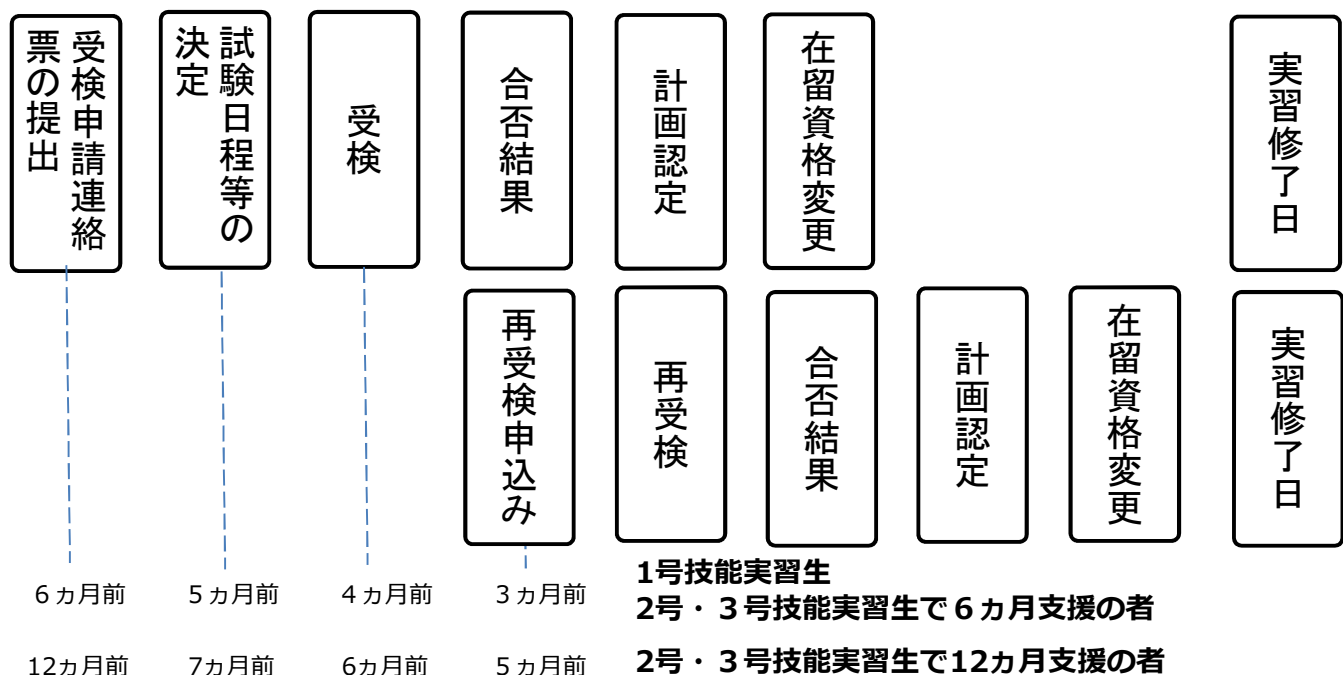 受検申請連絡
票の提出
試験日程等の
決定
受検
合否結果
計画認定
在留資格変更
実習修了日
再受検申込み
再受検
合否結果
計画認定
在留資格変更
実習修了日
6ヵ月前
5ヵ月前
4ヵ月前
3ヵ月前
1号技能実習生
2号・3号技能実習生で6ヵ月支援の者
12ヵ月前
7ヵ月前
6ヵ月前
5ヵ月前
2号・3号技能実習生で12ヵ月支援の者